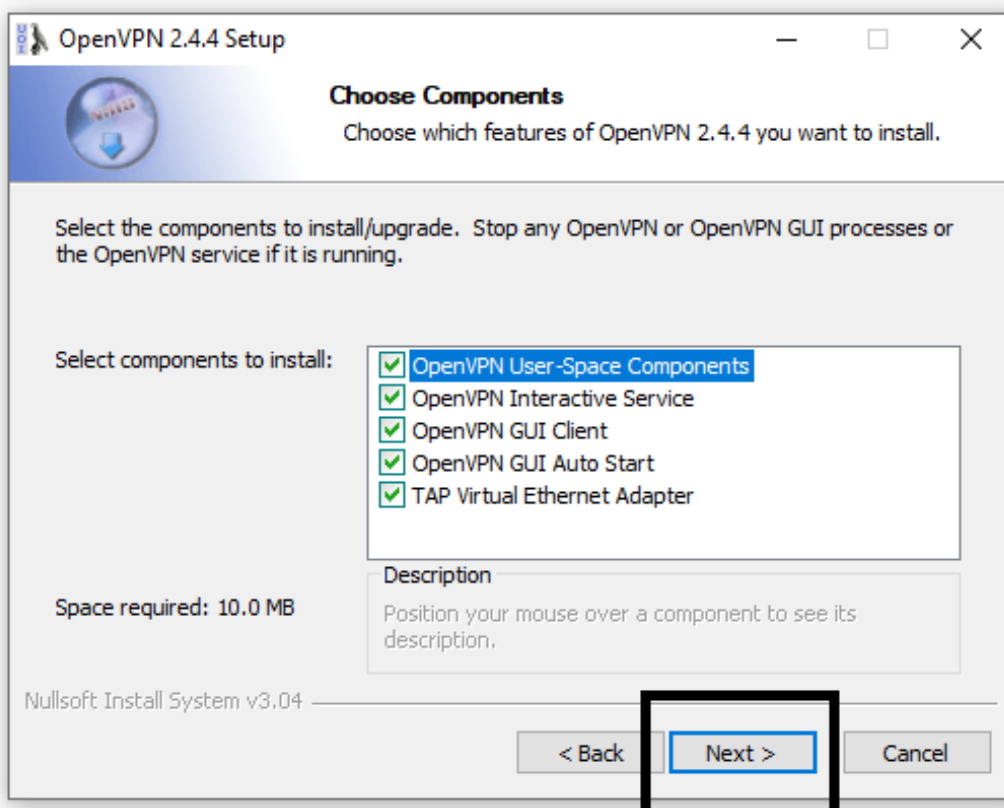 OpenVPN 2.4.4 Setup
Choose Components
Choose which features of OpenVPN 2.4.4 you want to install.
Select the components to install/upgrade. Stop any OpenVPN or OpenVPN GUI processes or
the OpenVPN service if it is running.
Select components to install:
OpenVPN User-Space Components
OpenVPN Interactive Service
OpenVPN GUI Client
OpenVPN GUI Auto Start
TAP Virtual Ethernet Adapter
Space required: 10.0 MB
Description
Position your mouse over a component to see its
description.
Nullsoft Install System v3.04
< Back
Next >
Cancel